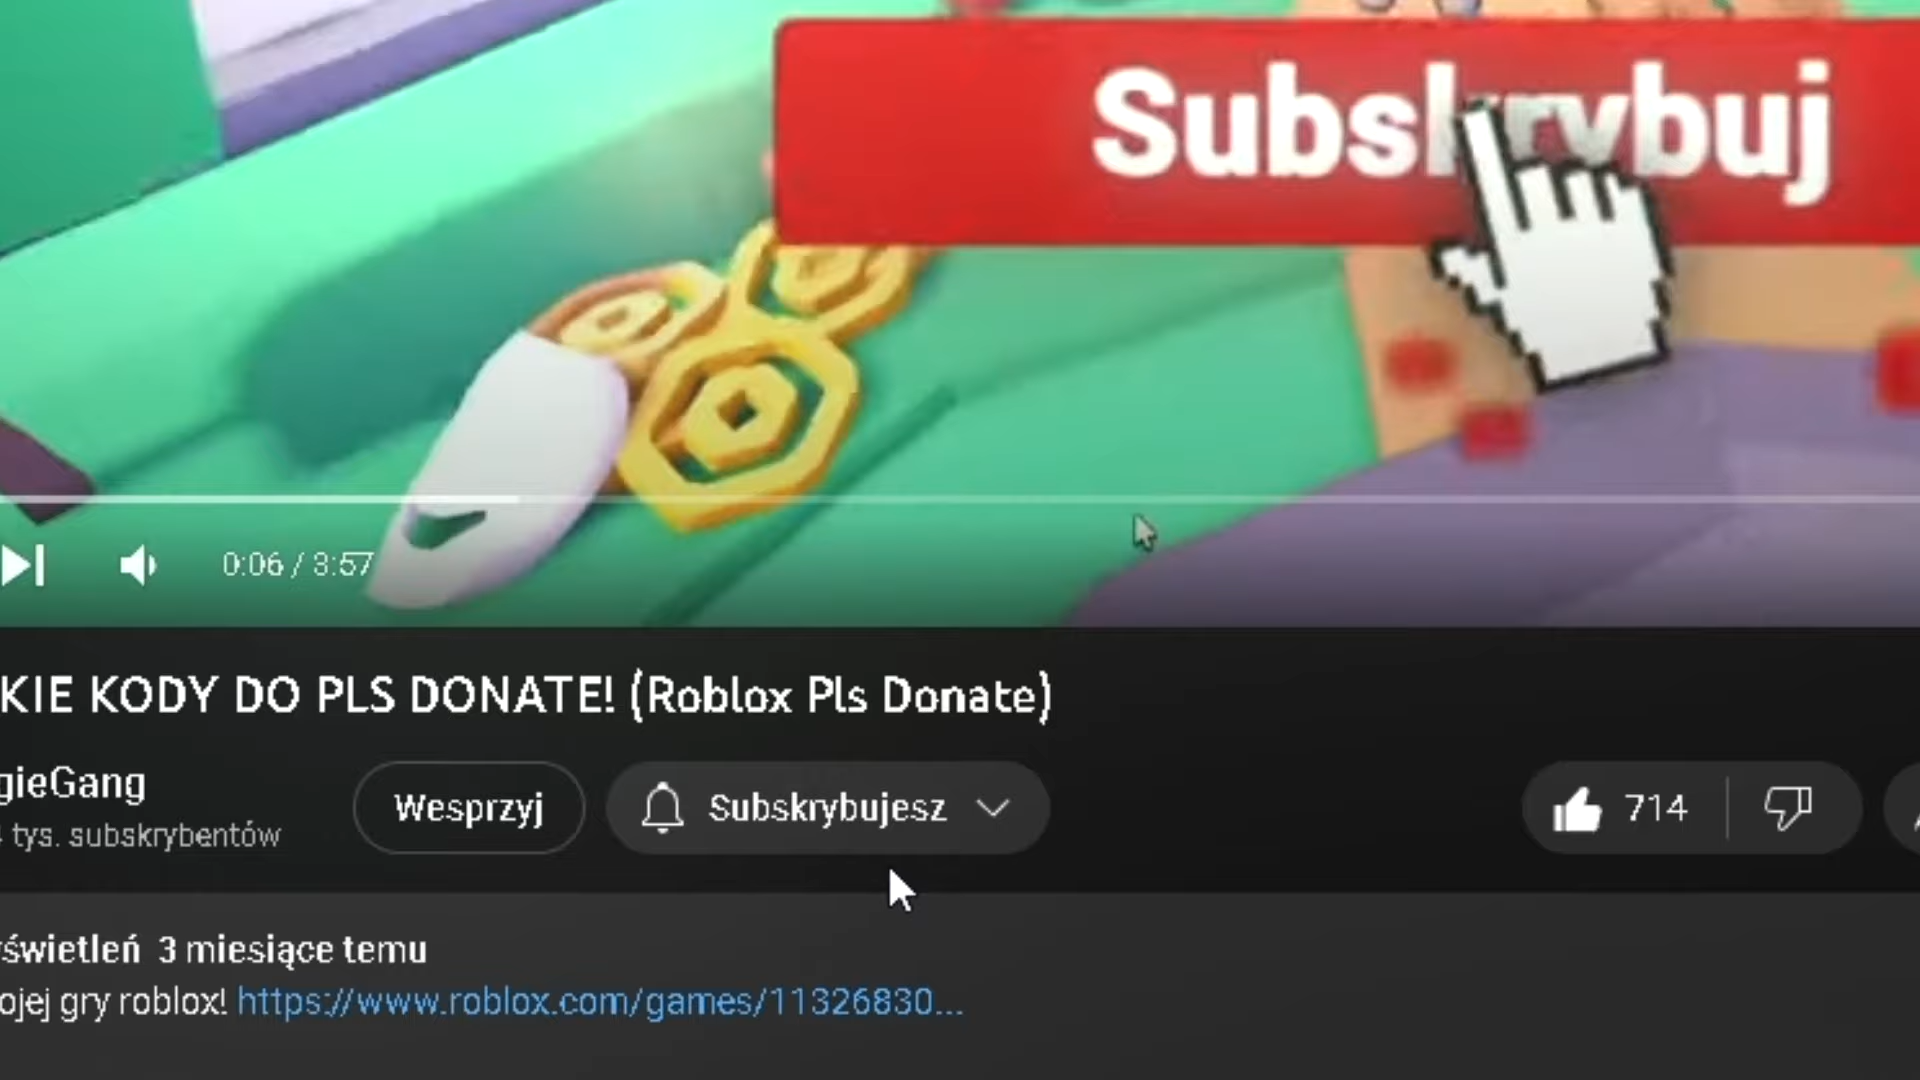 Subskrybuj
0:06 / 3:57
KIE KODY DO PLS DONATE! (Roblox Pls Donate)
gieGang
tys. subskrybentów
Wesprzyj
Subskrybujesz
714
świetleń 3 miesiące temu
ojej gry roblox! https://www.roblox.com/games/11326830...